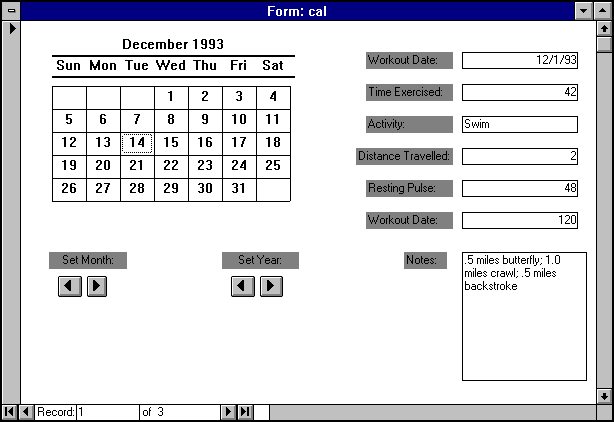 Form: cal
December 1993
Sun Mon Tue Wed Thu Fri Sat
1 2 3 4
5 6 7 8 9 10 11
12 13 14 15 16 17 18
19 20 21 22 23 24 25
26 27 28 29 30 31
Set Month:
Set Year:
Workout Date: 12/1/93
Time Exercised: 42
Activity: Swim
Distance Travelled: 2
Resting Pulse: 48
Workout Date: 120
Notes: .5 miles butterfly; 1.0
miles crawl; .5 miles
backstroke
Record: 1 of 3